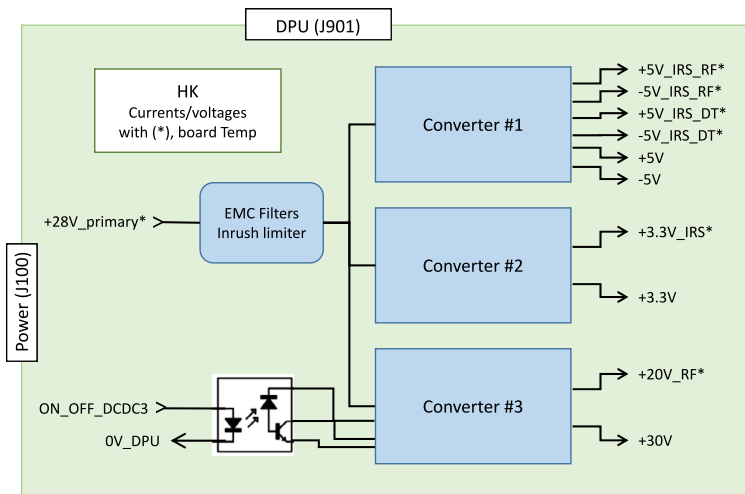 DPU (J901)
HK
Currents/voltages
with (*), board Temp
Converter #1
+5V_IRS_RF*
-5V_IRS_RF*
+5V_IRS_DT*
-5V_IRS_DT*
+5V
-5V
+28V_primary*
EMC Filters
Inrush limiter
Power (J100)
Converter #2
+3.3V_IRS*
+3.3V
ON_OFF_DCDC3
0V_DPU
Converter #3
+20V_RF*
+30V